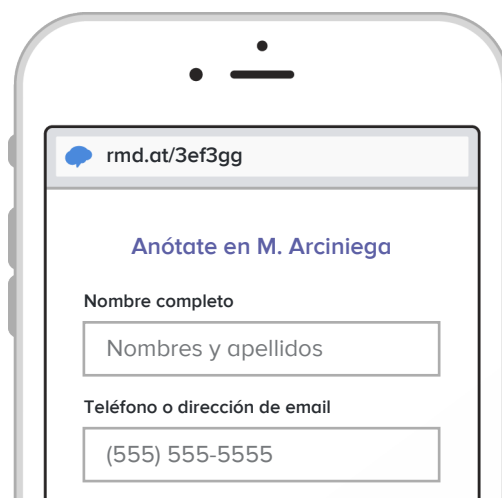 rmd.at/3ef3gg
Anótate en M. Arciniega
Nombre completo
Nombres y apellidos
Teléfono o dirección de email
(555) 555-5555